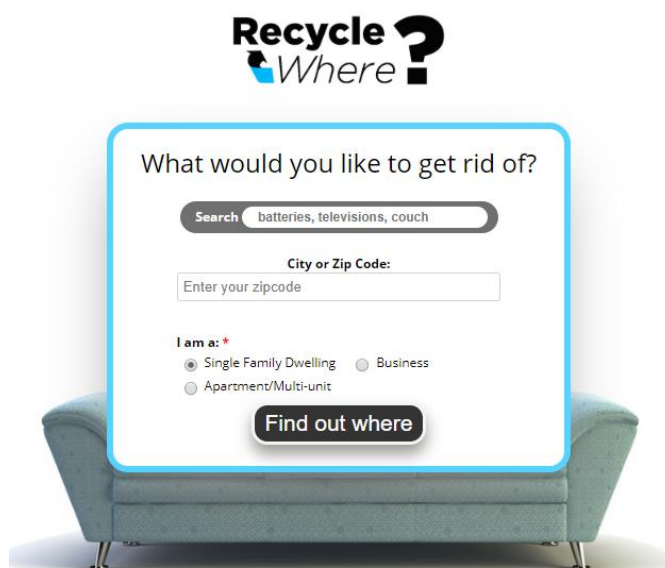 Recycle
Where?
What would you like to get rid of?
Search batteries, televisions, couch
City or Zip Code:
Enter your zipcode
I am a: *
Single Family Dwelling Business
Apartment/Multi-unit
Find out where